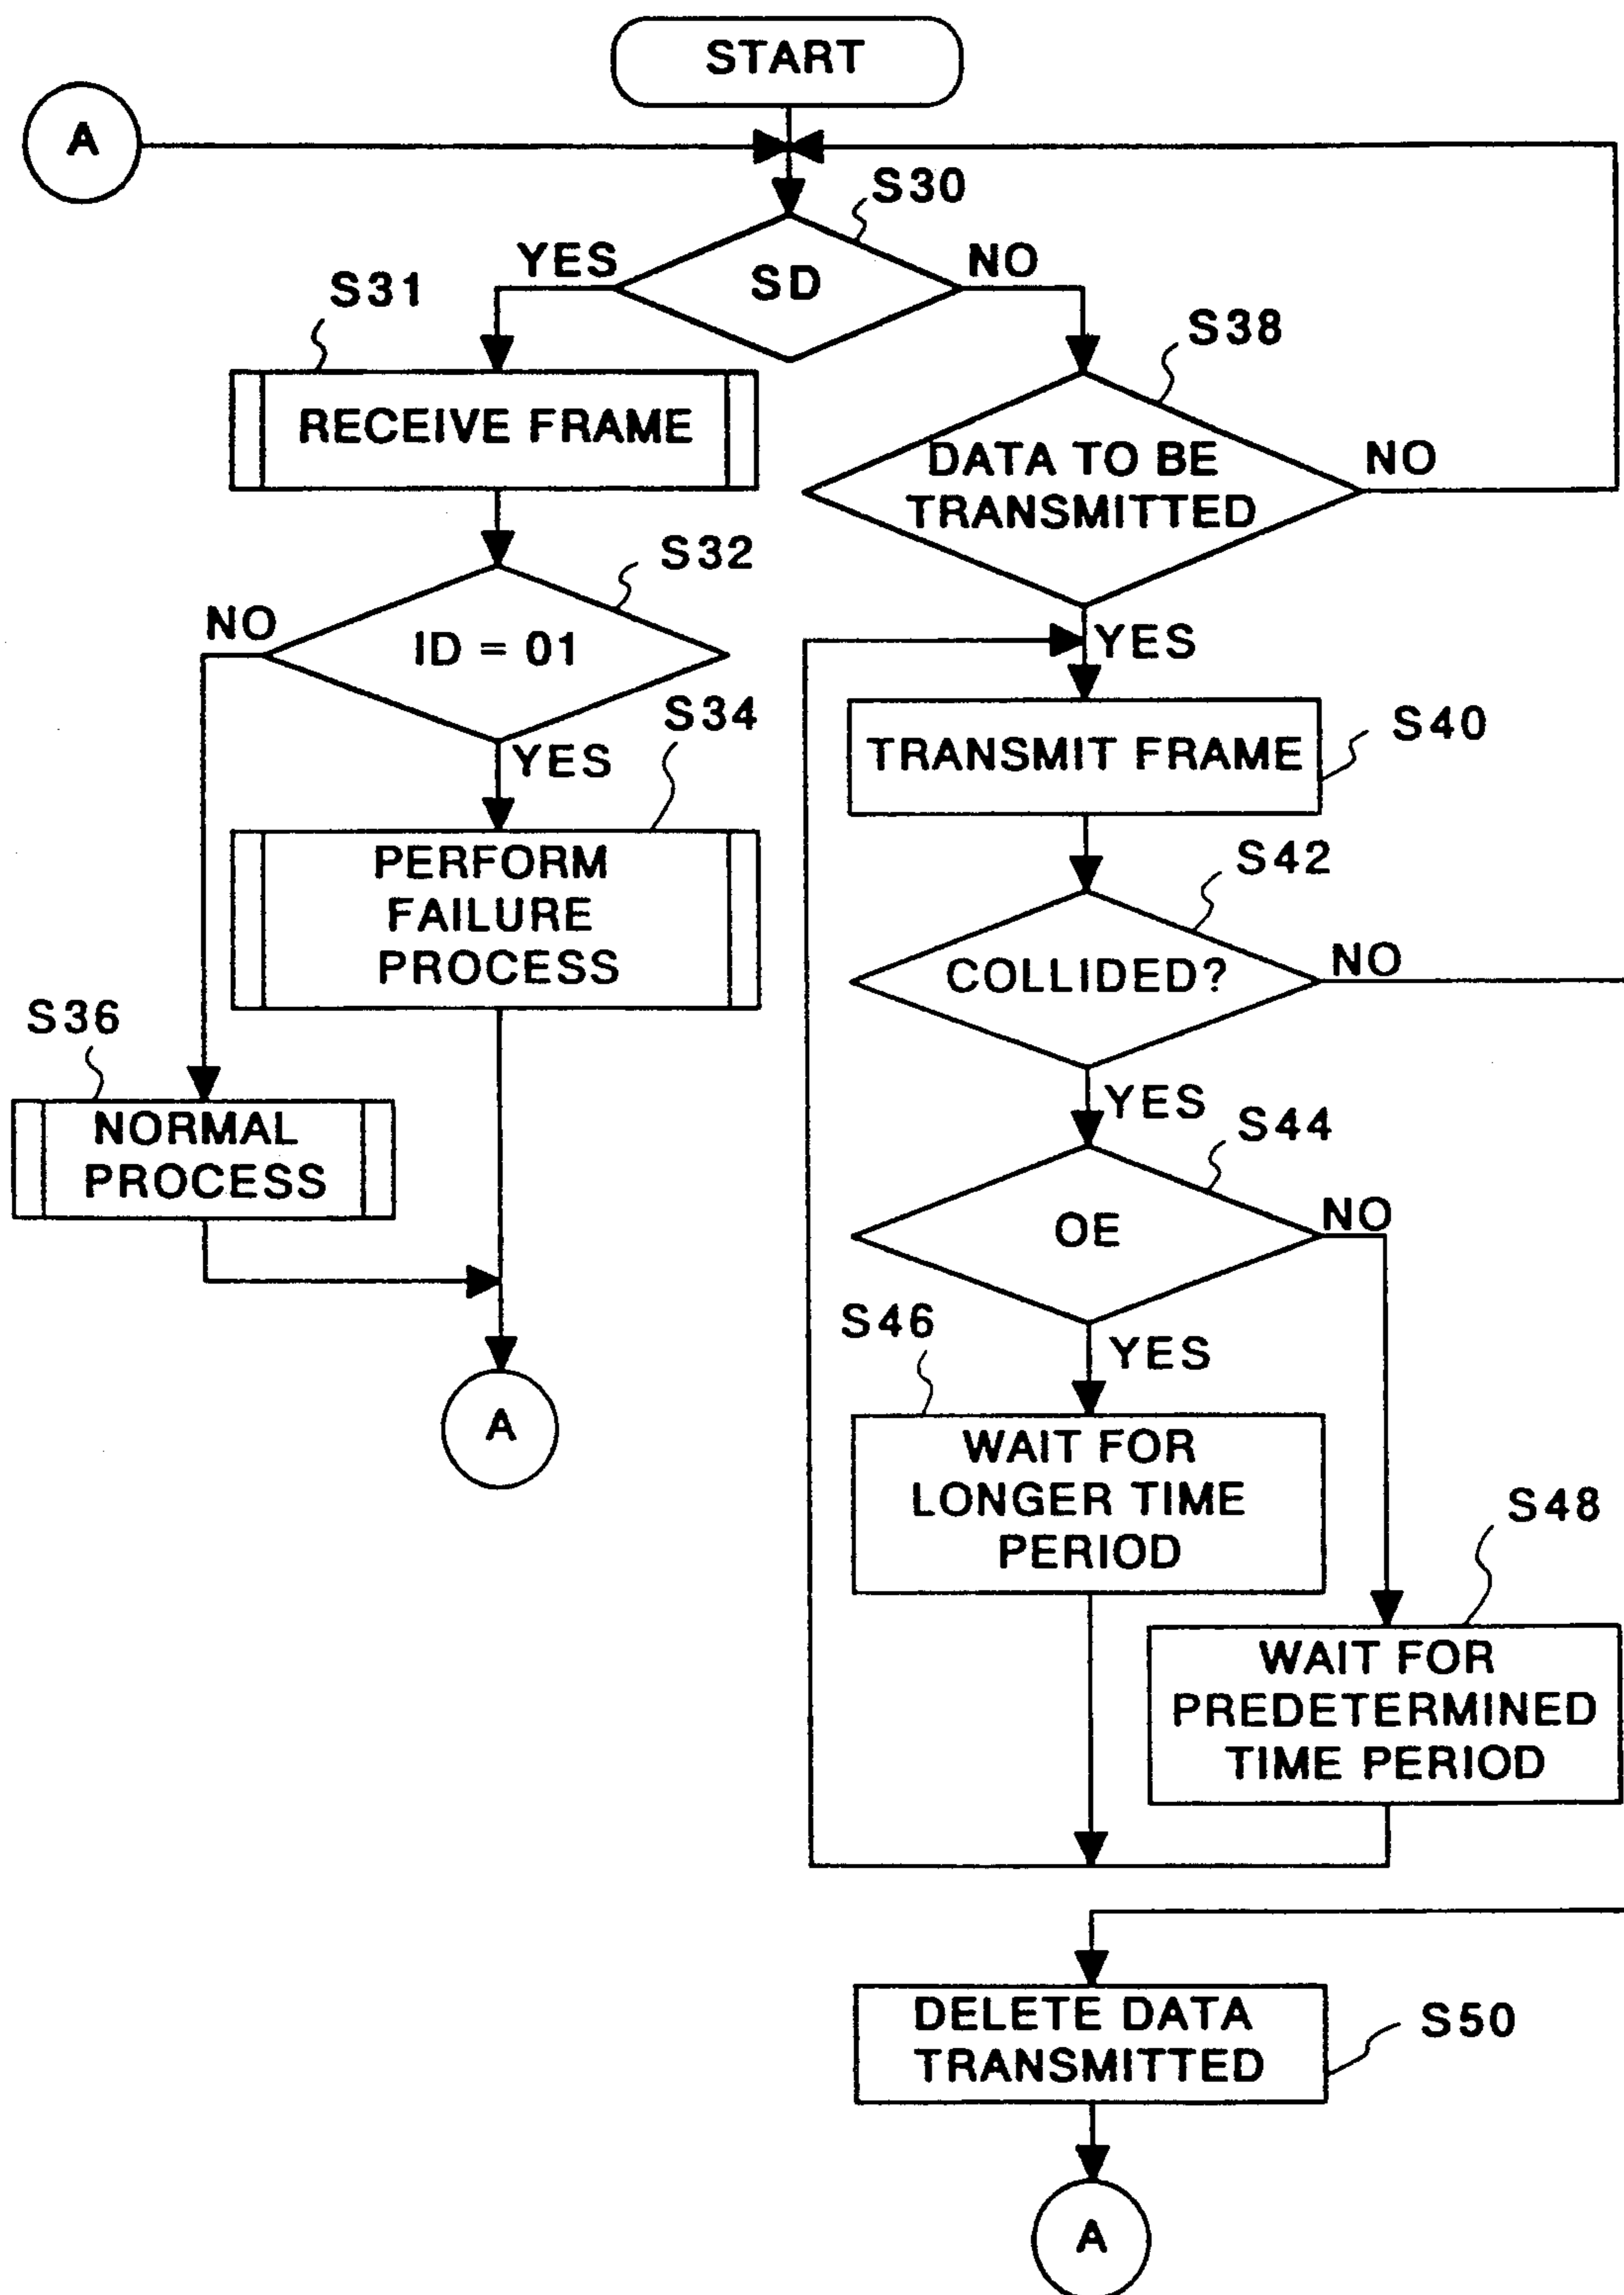 START
A
S30
YES
SD
NO
S31
S38
RECEIVE FRAME
DATA TO BE
TRANSMITTED
NO
S32
NO
ID = 01
YES
S34
YES
TRANSMIT FRAME
S40
PERFORM
FAILURE
PROCESS
S42
COLLIDED?
NO
S36
YES
NORMAL
PROCESS
S44
OE
NO
S46
YES
A
WAIT FOR
LONGER TIME
PERIOD
S48
WAIT FOR
PREDETERMINED
TIME PERIOD
DELETE DATA
TRANSMITTED
S50
A